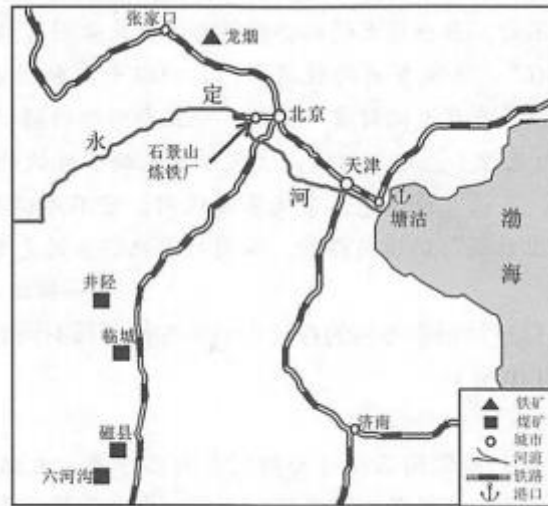 张家口
龙烟
定
北京
永
石景山
炼铁厂
天津
河
塘沽
渤
海
井陉
临城
济南
磁县
六河沟
铁矿
煤矿
城市
河流
铁路
港口